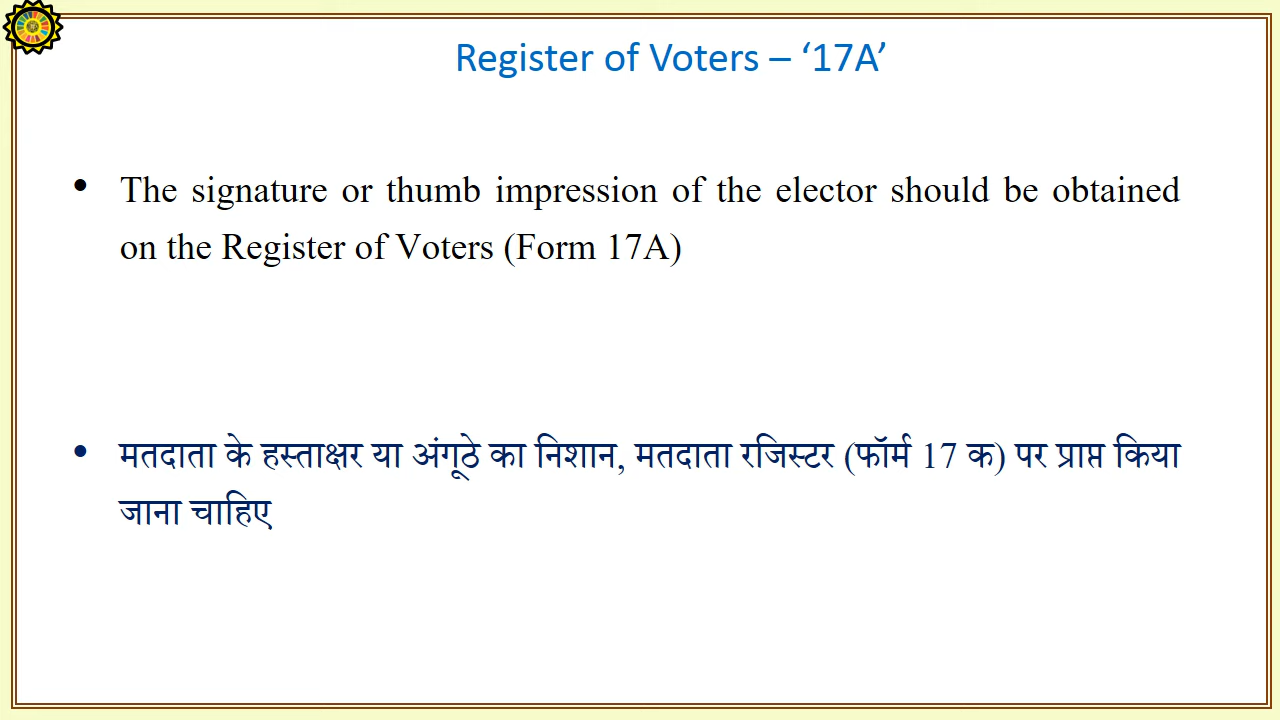 Register of Voters – ‘17A’
• The signature or thumb impression of the elector should be obtained
on the Register of Voters (Form 17A)
• मतदाता के हस्ताक्षर या अंगूठे का निशान, मतदाता रजिस्टर (फॉर्म 17 क) पर प्राप्त किया
जाना चाहिए